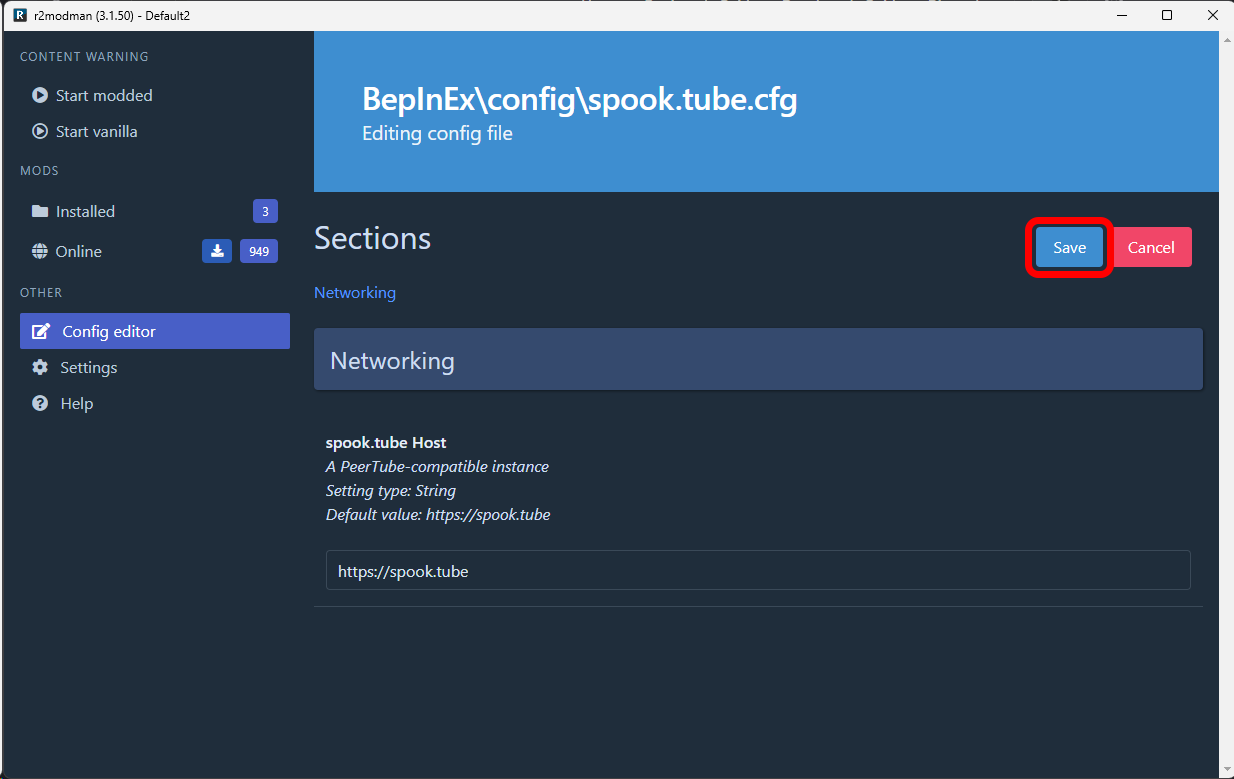 R r2modman (3.1.50) - Default2
CONTENT WARNING
Start modded
Start vanilla
MODS
Installed 3
Online 949
OTHER
Config editor
Settings
Help
BepInEx\config\spook.tube.cfg
Editing config file
Sections
Save Cancel
Networking
Networking
spook.tube Host
A PeerTube-compatible instance
Setting type: String
Default value: https://spook.tube
https://spook.tube